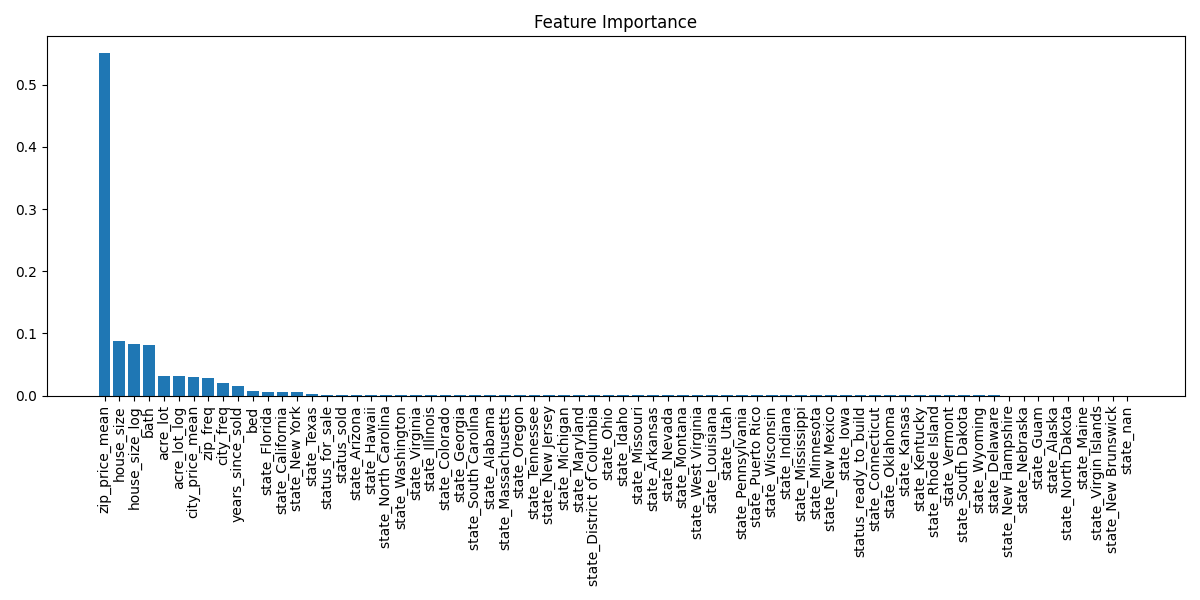 Feature Importance
0.5
0.4
0.3
0.2
0.1
0.0
zip_price_mean
house_size
house_size_log
bath
acre_lot
acre_lot_log
city_price_mean
zip_freq
city_freq
years_since_sold
bed
state_Florida
state_California
state_New York
state_Texas
status_for_sale
status_sold
state_Arizona
state_Hawaii
state_North Carolina
state_Washington
state_Virginia
state_Illinois
state_Colorado
state_Georgia
state_South Carolina
state_Alabama
state_Massachusetts
state_Oregon
state_Tennessee
state_New Jersey
state_Michigan
state_Maryland
state_District of Columbia
state_Ohio
state_Idaho
state_Missouri
state_Arkansas
state_Nevada
state_Montana
state_West Virginia
state_Louisiana
state_Utah
state_Pennsylvania
state_Puerto Rico
state_Wisconsin
state_Indiana
state_Mississippi
state_Minnesota
state_New Mexico
state_Iowa
status_ready_to_build
state_Connecticut
state_Oklahoma
state_Kansas
state_Kentucky
state_Rhode Island
state_Vermont
state_South Dakota
state_Wyoming
state_Delaware
state_New Hampshire
state_Nebraska
state_Guam
state_Alaska
state_North Dakota
state_Maine
state_Virgin Islands
state_New Brunswick
state_nan